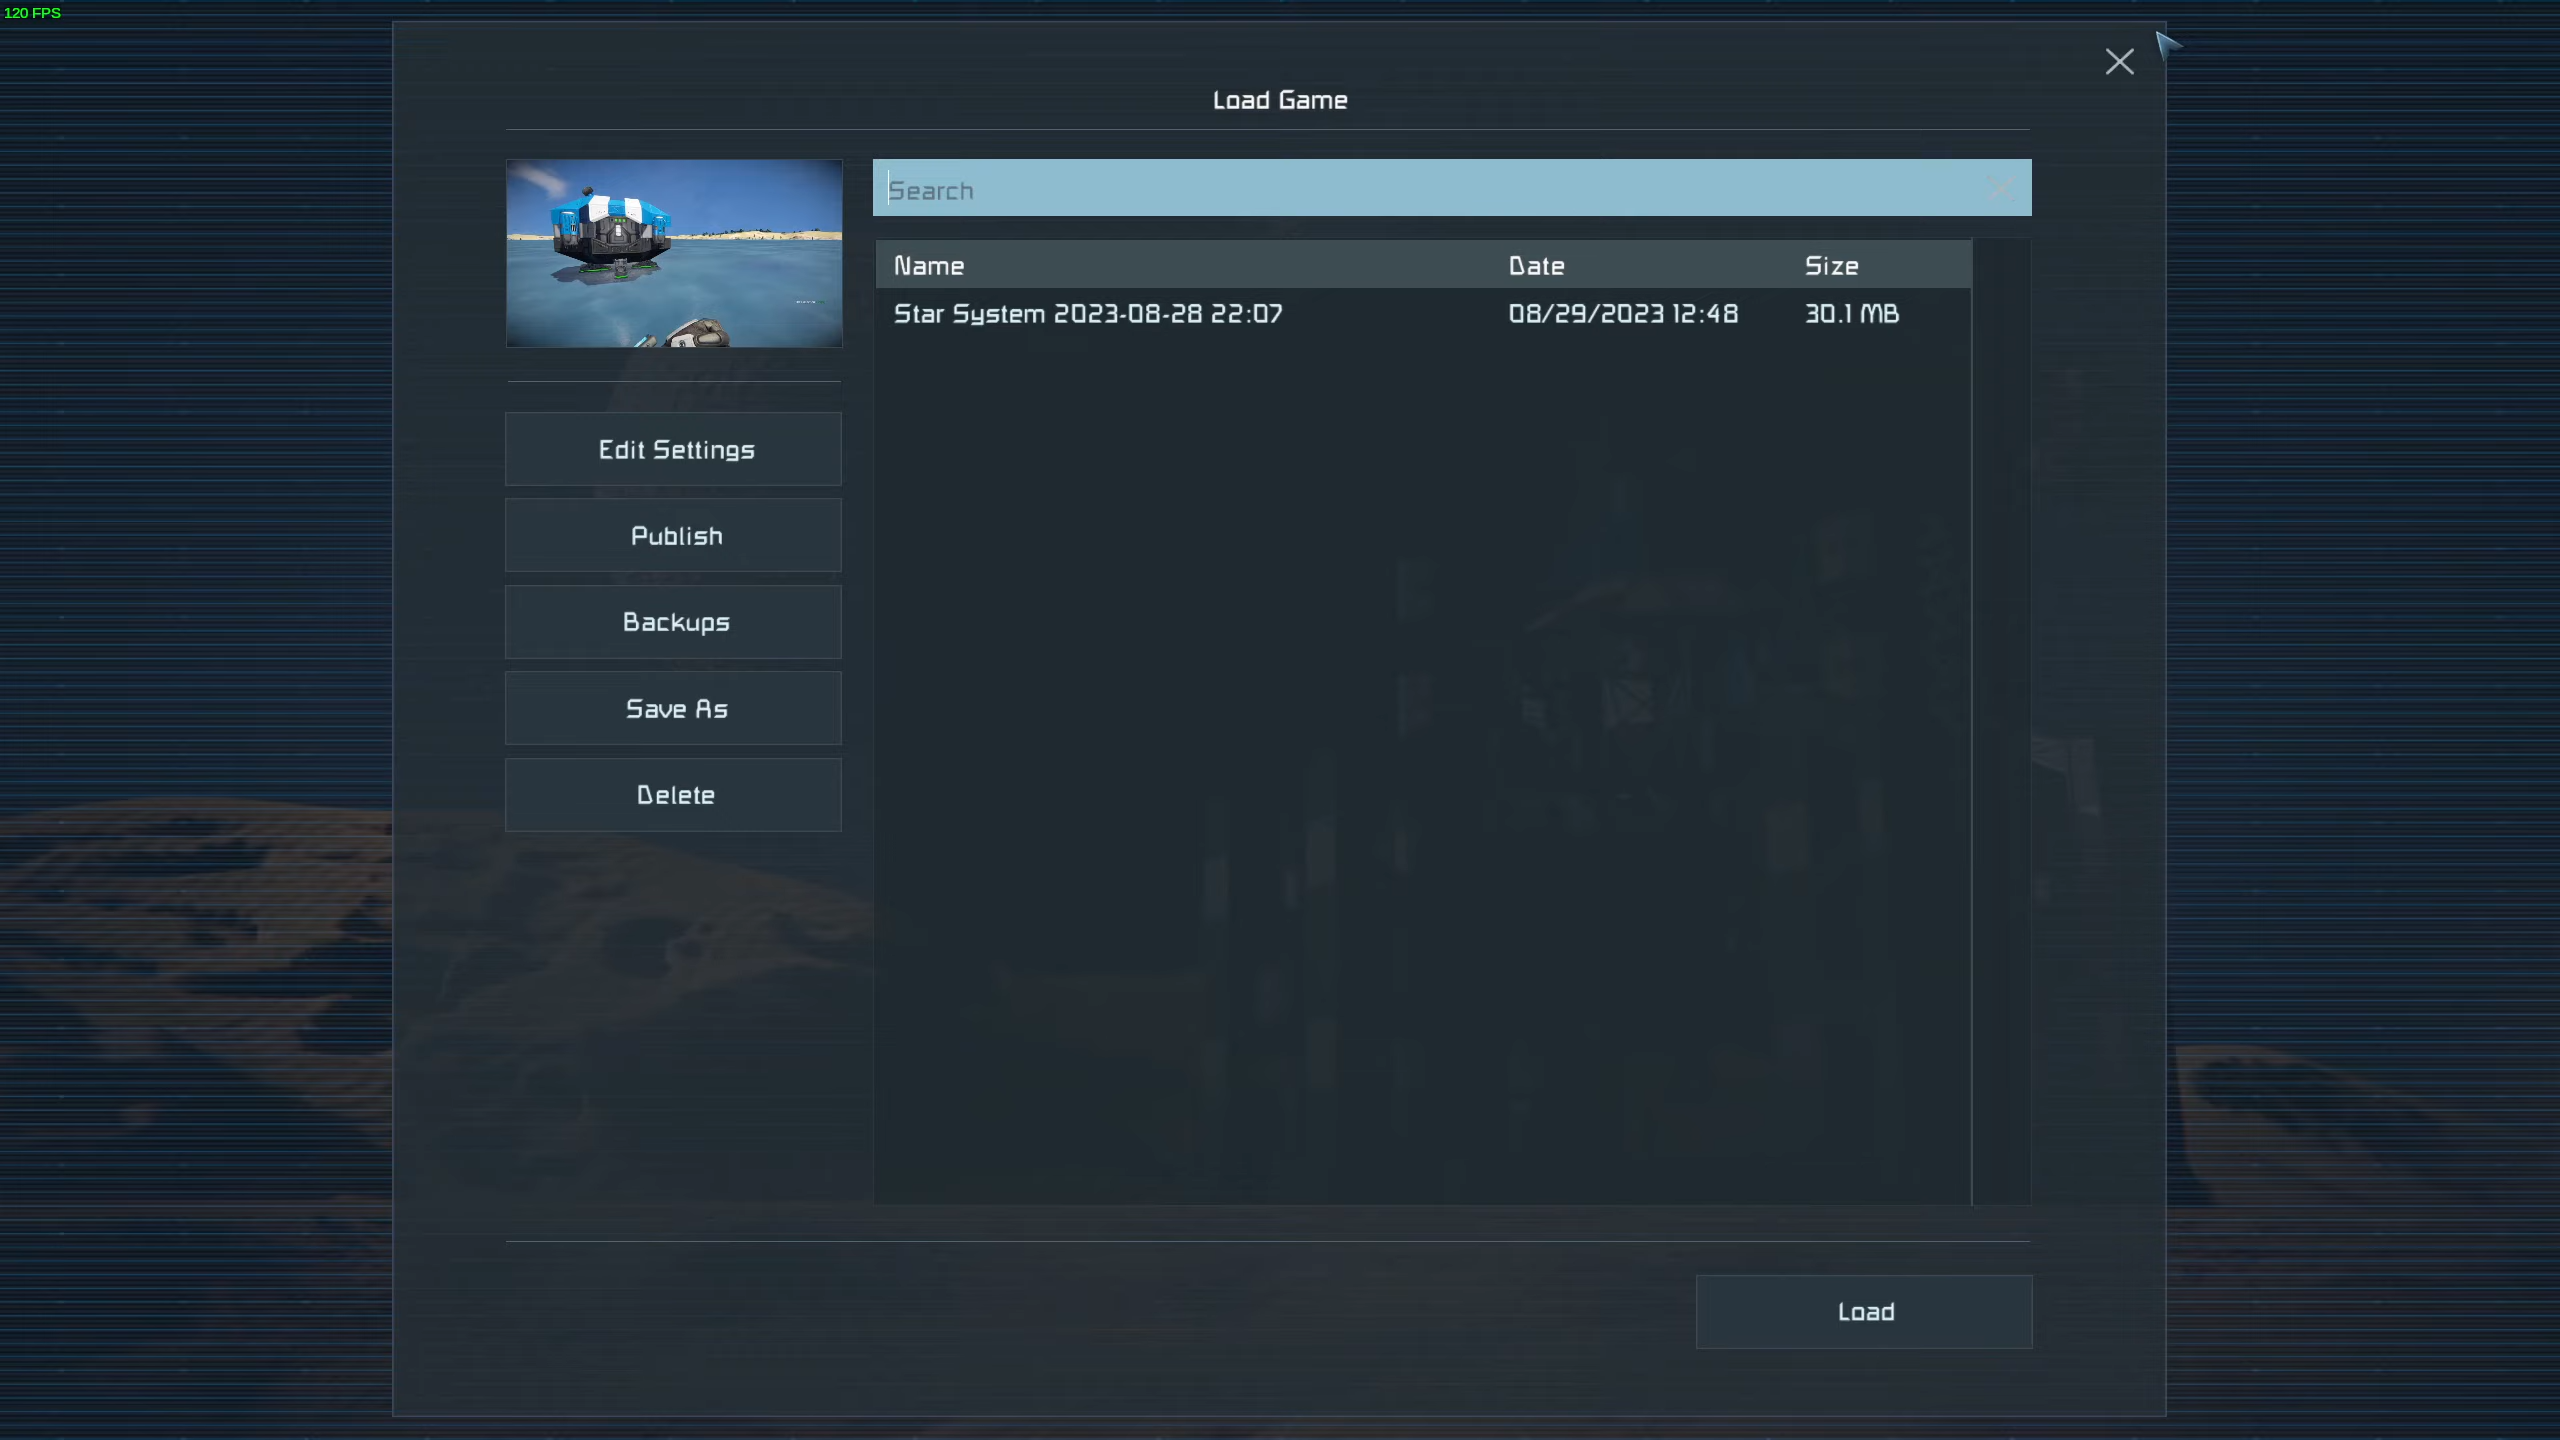 120 FPS
Load Game
Search
Name Date Size
Star System 2023-08-28 22:07 08/29/2023 12:48 30.1 MB
Edit Settings
Publish
Backups
Save As
Delete
Load